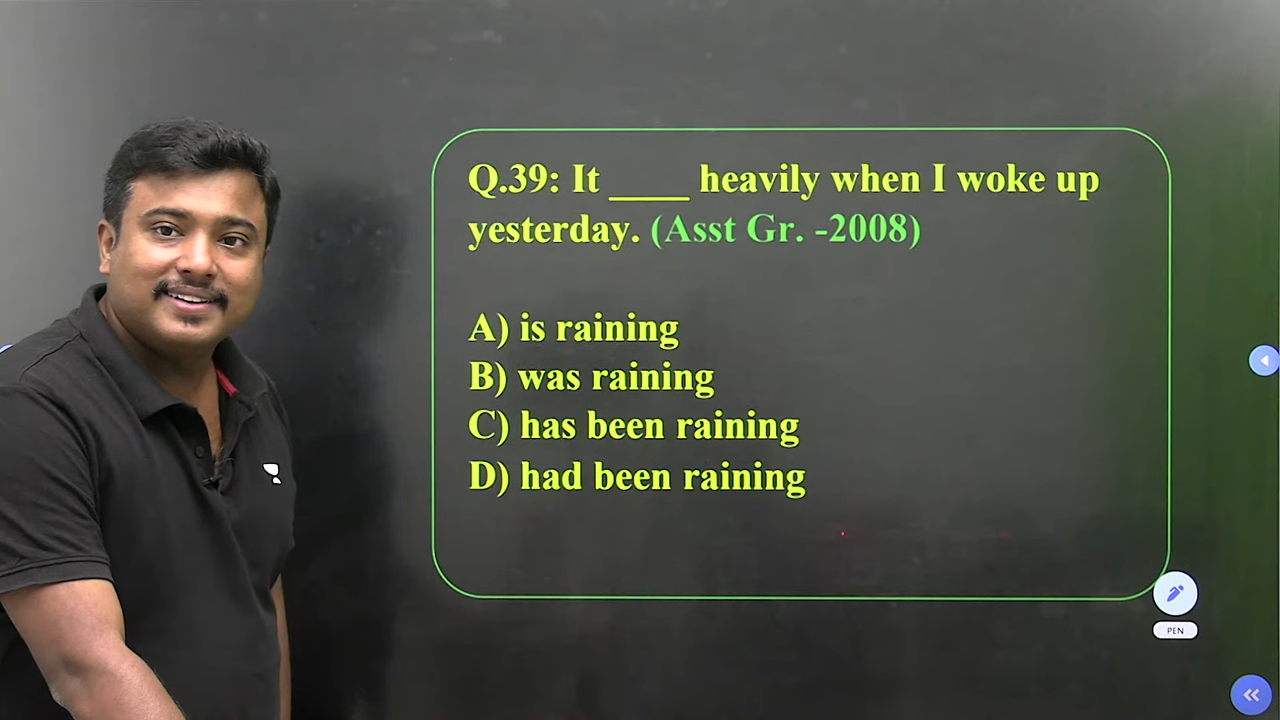 Q.39: It ____ heavily when I woke up
yesterday. (Asst Gr. -2008)
A) is raining
B) was raining
C) has been raining
D) had been raining
PEN